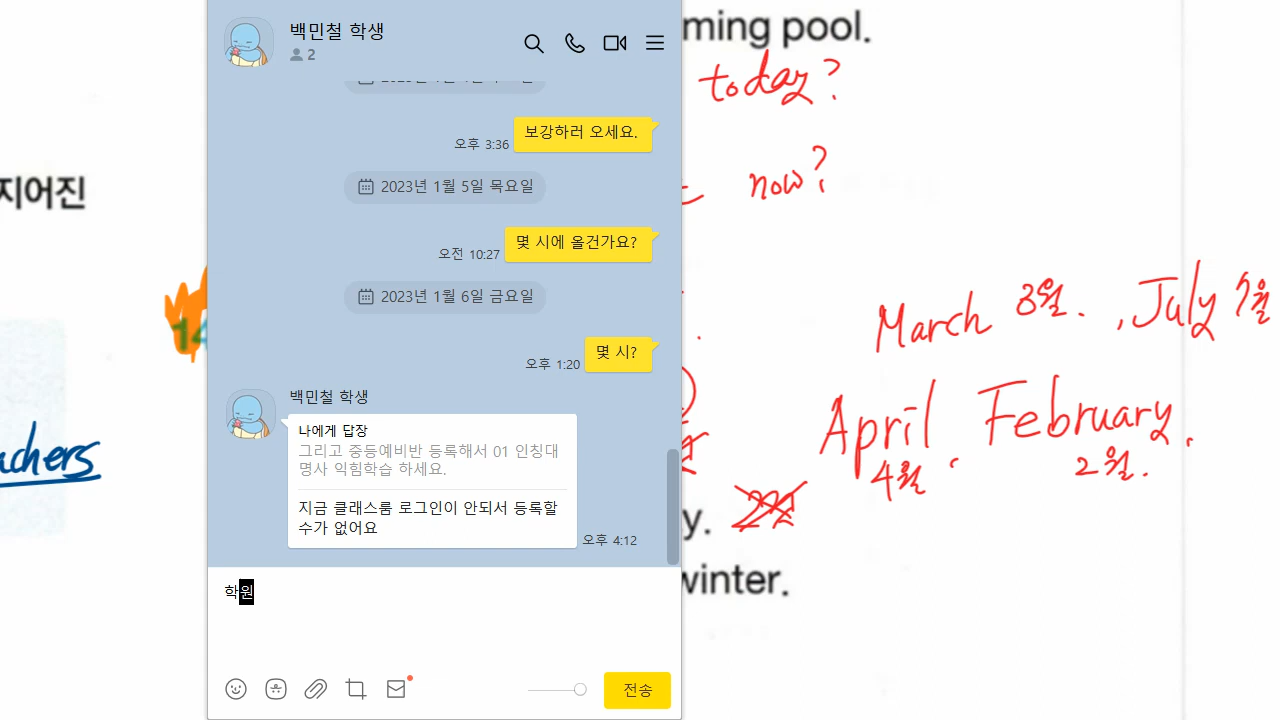 백민철 학생
2
오후 3:36
보강하러 오세요.
2023년 1월 5일 목요일
오전 10:27
몇 시에 올건가요?
2023년 1월 6일 금요일
오후 1:20
몇 시?
백민철 학생
나에게 답장
그리고 중등예비반 등록해서 01 인칭대
명사 익힘학습 하세요.
지금 클래스룸 로그인이 안되서 등록할
수가 없어요
오후 4:12
학원
전송
지어진
14
achers
ming pool.
today?
now?
March 3월. , July 7월
April, February.
4월 2월.
y.
winter.